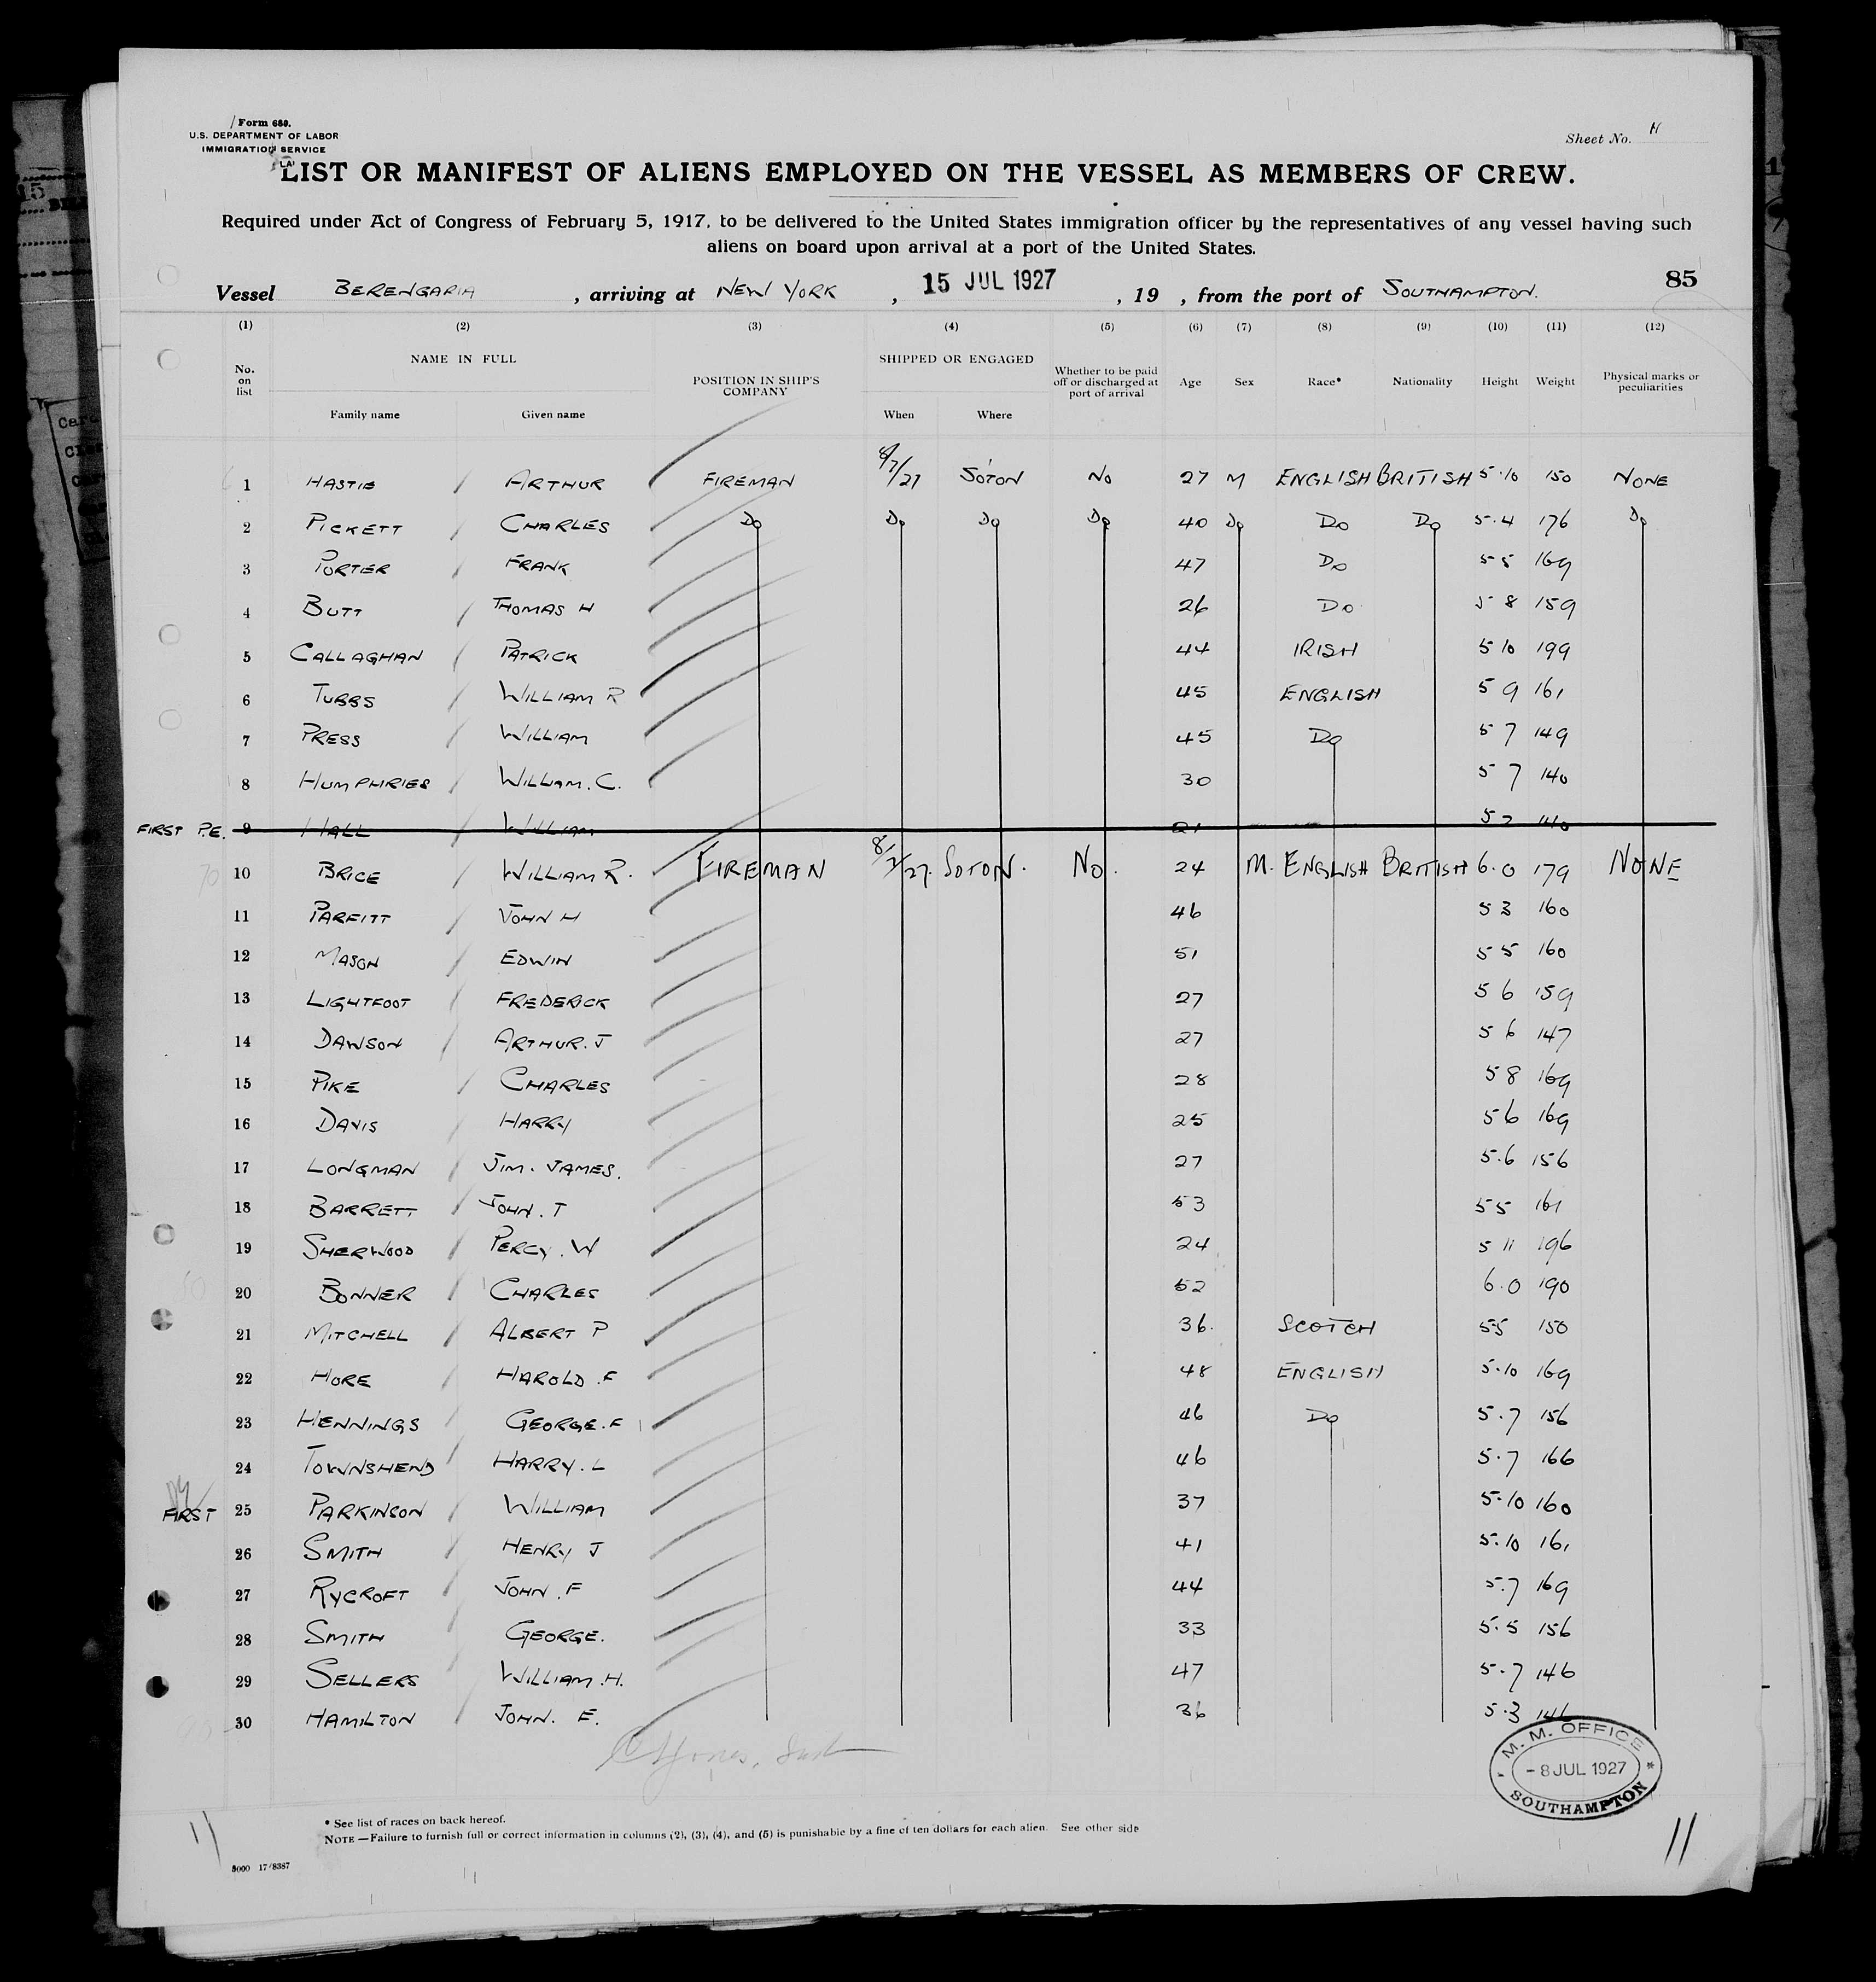 Form 680.
U.S. DEPARTMENT OF LABOR
IMMIGRATION SERVICE
Sheet No. H
LIST OR MANIFEST OF ALIENS EMPLOYED ON THE VESSEL AS MEMBERS OF CREW.
Required under Act of Congress of February 5, 1917, to be delivered to the United States immigration officer by the representatives of any vessel having such
aliens on board upon arrival at a port of the United States.
85
Vessel BERENGARIA, arriving at NEW YORK, 15 JUL 1927, 19 , from the port of SOUTHAMPTON.
(1) (2) (3) (4) (5) (6) (7) (8) (9) (10) (11) (12)
No. on list NAME IN FULL Family name Given name POSITION IN SHIP'S COMPANY SHIPPED OR ENGAGED When Where Whether to be paid off or discharged at port of arrival Age Sex Race* Nationality Height Weight Physical marks or peculiarities
1 HASTIE ARTHUR FIREMAN 8/7/27 SOTON NO 27 M ENGLISH BRITISH 5.10 150 NONE
2 PICKETT CHARLES DO DO DO DO 40 DO DO DO 5.4 176 DO
3 PORTER FRANK 47 DO 5 5 169
4 BUTT THOMAS H 26 DO 5 8 159
5 CALLAGHAN PATRICK 44 IRISH 5 10 199
6 TUBBS WILLIAM R 45 ENGLISH 5 9 161
7 PRESS WILLIAM 45 DO 5 7 149
8 HUMPHRIES WILLIAM. C. 30 5 7 140
FIRST P.E. 9 HALL WILLIAM 21 5 7 140
10 BRICE WILLIAM R. FIREMAN 8/7/27. SOTON. NO. 24 M. ENGLISH BRITISH 6.0 179 NONE
11 PARFITT JOHN H 46 5 3 160
12 MASON EDWIN 51 5 5 160
13 LIGHTFOOT FREDERICK 27 5 6 159
14 DAWSON ARTHUR. J 27 5 6 147
15 PIKE CHARLES 28 5 8 169
16 DAVIS HARRY 25 5 6 169
17 LONGMAN JIM. JAMES. 27 5.6 156
18 BARRETT JOHN. T 53 5 5 161
19 SHERWOOD PERCY. W 24 5 11 196
20 BONNER CHARLES 52 6.0 190
21 MITCHELL ALBERT P 36. SCOTCH 5 5 150
22 HORE HAROLD. F 48 ENGLISH 5.10 169
23 HENNINGS GEORGE. F 46 DO 5.7 156
24 TOWNSHEND HARRY. L 46 5.7 166
FIRST 25 PARKINSON WILLIAM 37 5.10 160
26 SMITH HENRY J 41 5.10 161
27 RYCROFT JOHN. F 44 5.7 169
28 SMITH GEORGE. 33 5.5 156
29 SELLERS WILLIAM. H. 47 5.7 146
30 HAMILTON JOHN. E. 36 5.3 146
M. M. OFFICE
- 8 JUL 1927
SOUTHAMPTON
* See list of races on back hereof.
NOTE —Failure to furnish full or correct information in columns (2), (3), (4), and (5) is punishable by a fine of ten dollars for each alien. See other side
5000 17/8387
11
11